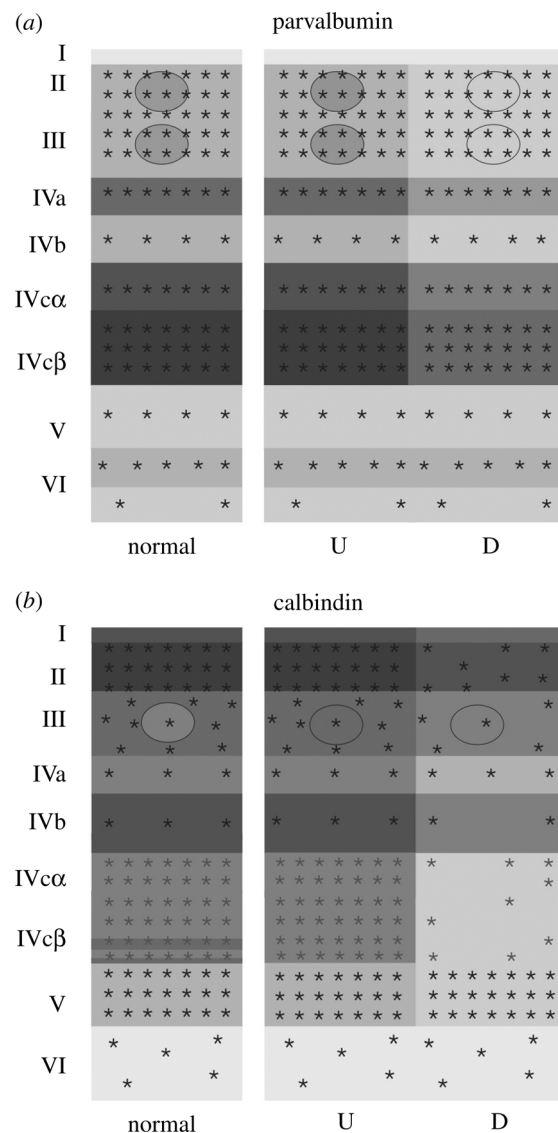 (a) parvalbumin
I
II
III
IVa
IVb
IVcα
IVcβ
V
VI
normal U D
(b) calbindin
I
II
III
IVa
IVb
IVcα
IVcβ
V
VI
normal U D